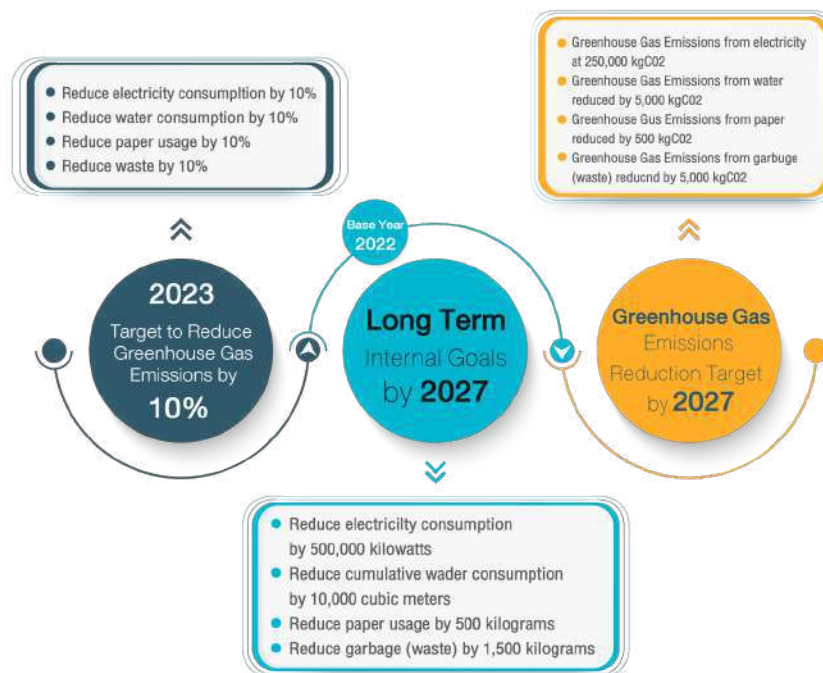 Reduce electricity consumpltion by 10%
Reduce water consumption by 10%
Reduce paper usage by 10%
Reduce waste by 10%
2023
Target to Reduce
Greenhouse Gas
Emissions by
10%
Base Year
2022
Long Term
Internal Goals
by 2027
Reduce electricilty consumption
by 500,000 kilowatts
Reduce cumulative wader consumption
by 10,000 cubic meters
Reduce paper usage by 500 kilograms
Reduce garbage (waste) by 1,500 kilograms
Greenhouse Gas Emissions from electricity
at 250,000 kgC02
Greenhouse Gas Emissions from water
reduced by 5,000 kgC02
Greenhouse Gus Emissions from paper
reduced by 500 kgC02
Greenhouse Gas Emissions from garbuge
(waste) reducnd by 5,000 kgC02
Greenhouse Gas
Emissions
Reduction Target
by 2027